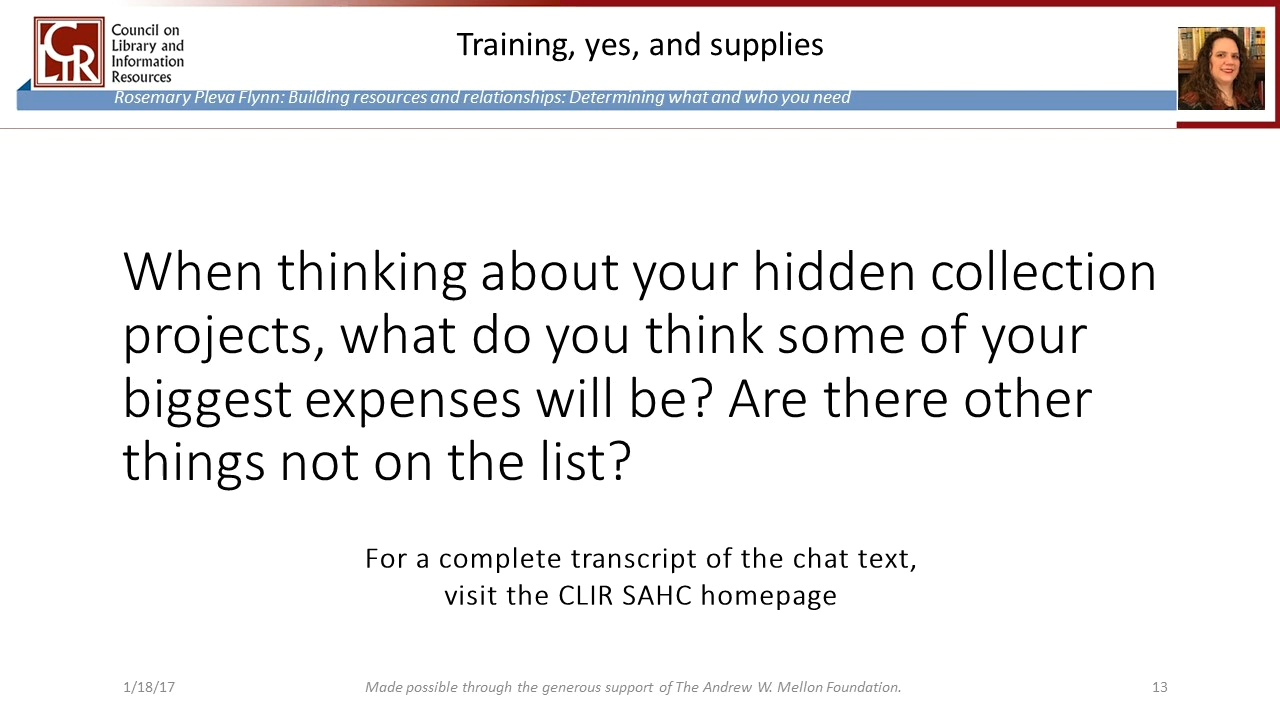 CLIR
Council on
Library and
Information
Resources
Training, yes, and supplies
Rosemary Pleva Flynn: Building resources and relationships: Determining what and who you need
When thinking about your hidden collection
projects, what do you think some of your
biggest expenses will be? Are there other
things not on the list?
For a complete transcript of the chat text,
visit the CLIR SAHC homepage
1/18/17
Made possible through the generous support of The Andrew W. Mellon Foundation.
13